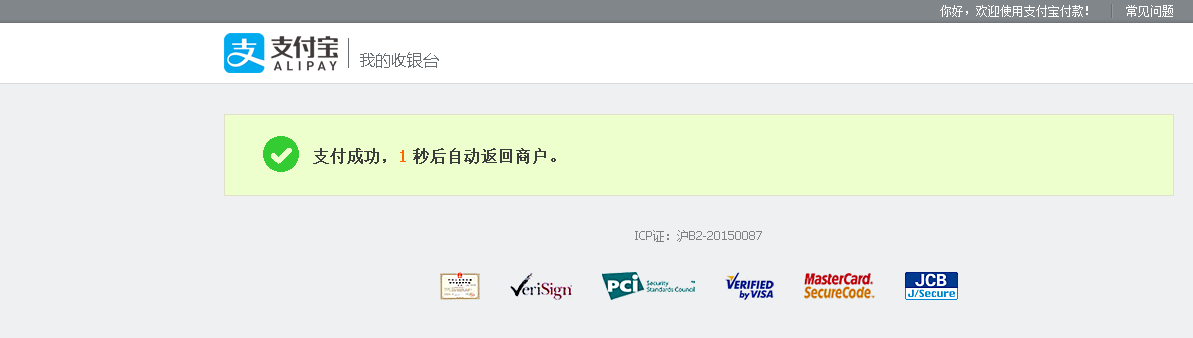 你好，欢迎使用支付宝付款！ 常见问题
支 支付宝 我的收银台
ALIPAY
支付成功，1 秒后自动返回商户。
ICP证：沪B2-20150087
VeriSign PCI Security Standards Council VERIFIED by VISA MasterCard. SecureCode. JCB J/Secure